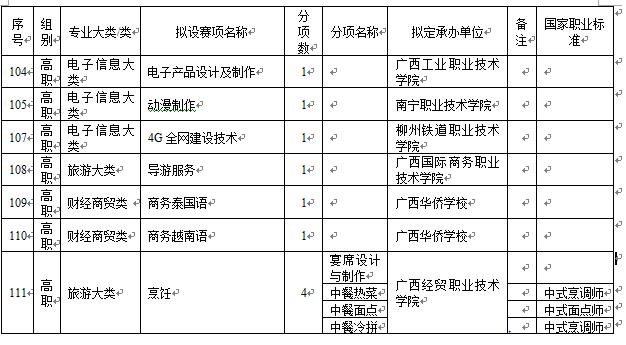 序号 组别 专业大类/类 拟设赛项名称 分项数 分项名称 拟定承办单位 备注 国家职业标准
104 高职 电子信息大类 电子产品设计及制作 1 广西工业职业技术学院
105 高职 电子信息大类 动漫制作 1 南宁职业技术学院
107 高职 电子信息大类 4G全网建设技术 1 柳州铁道职业技术学院
108 高职 旅游大类 导游服务 1 广西国际商务职业技术学院
109 高职 财经商贸类 商务泰国语 1 广西华侨学校
110 高职 财经商贸类 商务越南语 1 广西华侨学校
111 高职 旅游大类 烹饪 4 宴席设计与制作 广西经贸职业技术学院
中餐热菜 中式烹调师
中餐面点 中式面点师
中餐冷拼 中式烹调师